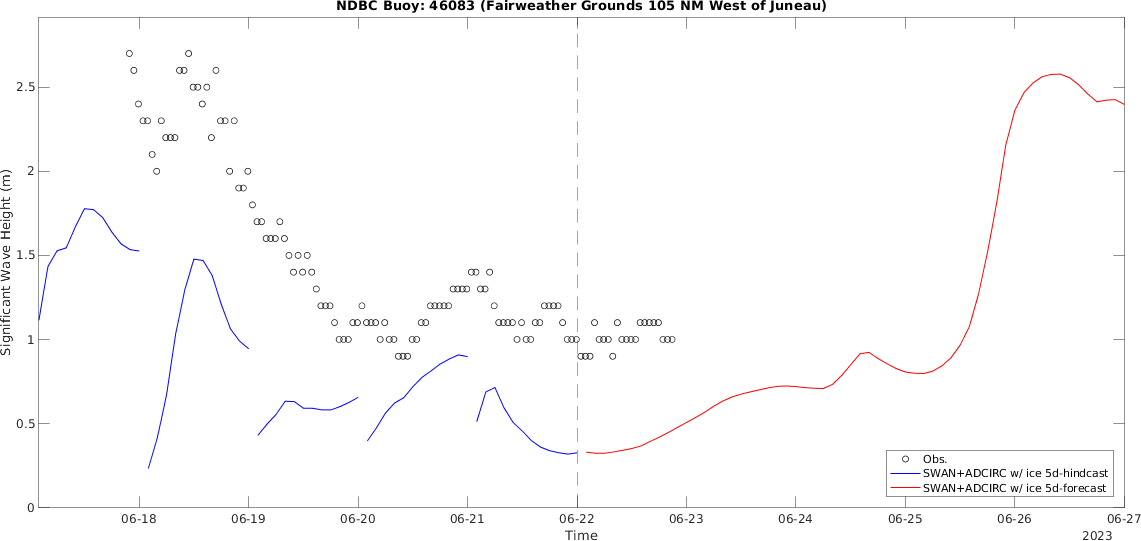 NDBC Buoy: 46083 (Fairweather Grounds 105 NM West of Juneau)
Significant Wave Height (m)
2.5
2
1.5
1
0.5
0
Obs.
SWAN+ADCIRC w/ ice 5d-hindcast
SWAN+ADCIRC w/ ice 5d-forecast
06-18 06-19 06-20 06-21 06-22 06-23 06-24 06-25 06-26 06-27
Time
2023